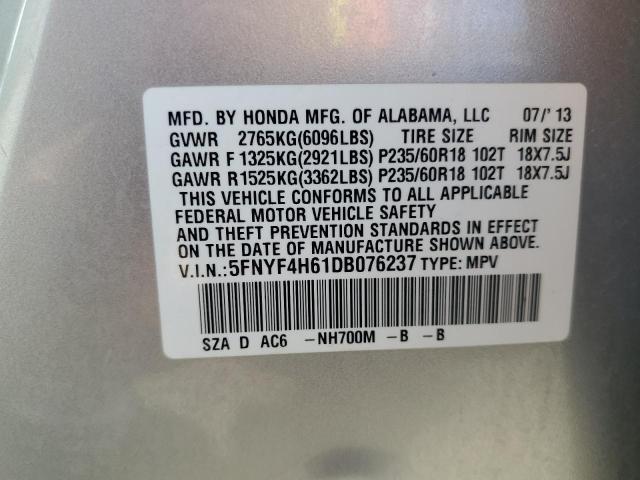 MFD. BY HONDA MFG. OF ALABAMA, LLC 07/'13
GVWR 2765KG(6096LBS) TIRE SIZE RIM SIZE
GAWR F 1325KG(2921LBS) P235/60R18 102T 18X7.5J
GAWR R1525KG(3362LBS) P235/60R18 102T 18X7.5J
THIS VEHICLE CONFORMS TO ALL APPLICABLE
FEDERAL MOTOR VEHICLE SAFETY
AND THEFT PREVENTION STANDARDS IN EFFECT
ON THE DATE OF MANUFACTURE SHOWN ABOVE.
V.I.N.: 5FNYF4H61DB076237 TYPE: MPV
SZA D AC6 -NH700M -B -B